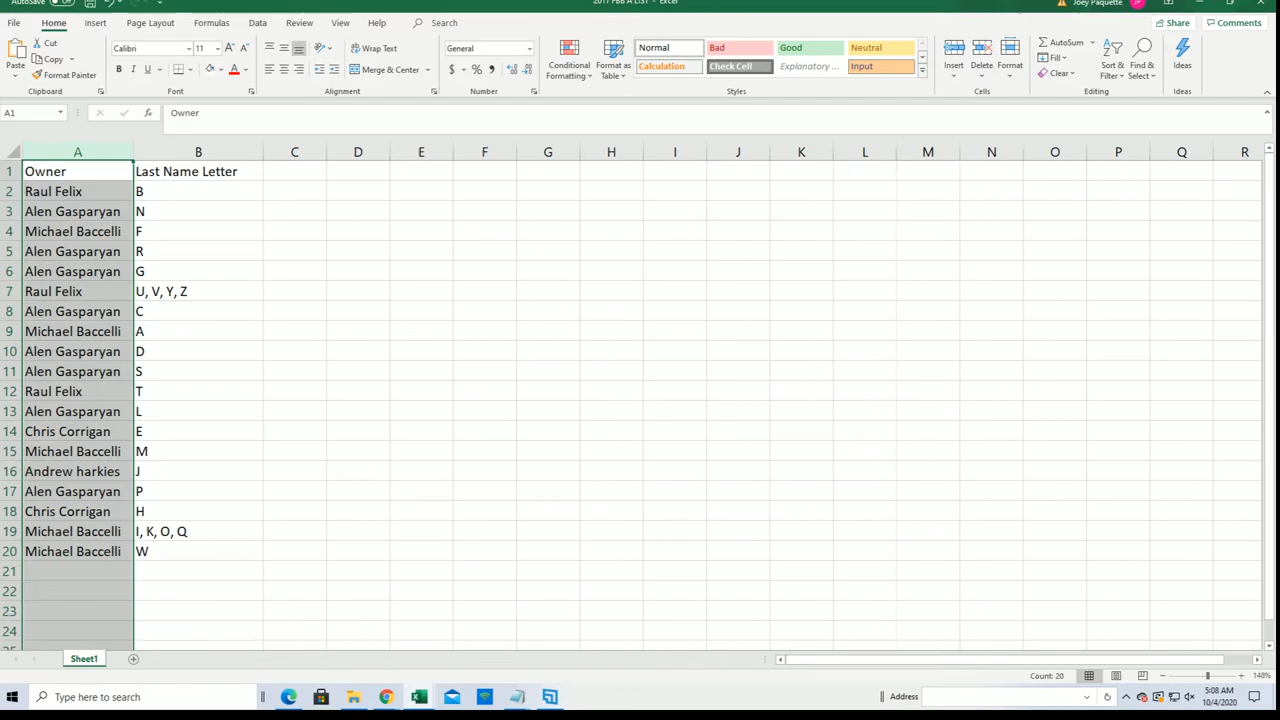 AutoSave Off
2017 FBB A LIST - Excel
Joey Paquette
JP
File Home Insert Page Layout Formulas Data Review View Help Search
Share Comments
Paste
Cut
Copy
Format Painter
Clipboard
Calibri 11
B I U
Font
Wrap Text
Merge & Center
Alignment
General
$ % ,
Number
Conditional Formatting
Format as Table
Normal Bad Good Neutral
Calculation Check Cell Explanatory ... Input
Styles
Insert Delete Format
Cells
AutoSum
Fill
Clear
Sort & Filter
Find & Select
Editing
Ideas
Ideas
A1 fx Owner
A B C D E F G H I J K L M N O P Q R
1 Owner Last Name Letter
2 Raul Felix B
3 Alen Gasparyan N
4 Michael Baccelli F
5 Alen Gasparyan R
6 Alen Gasparyan G
7 Raul Felix U, V, Y, Z
8 Alen Gasparyan C
9 Michael Baccelli A
10 Alen Gasparyan D
11 Alen Gasparyan S
12 Raul Felix T
13 Alen Gasparyan L
14 Chris Corrigan E
15 Michael Baccelli M
16 Andrew harkies J
17 Alen Gasparyan P
18 Chris Corrigan H
19 Michael Baccelli I, K, O, Q
20 Michael Baccelli W
21
22
23
24
25
Sheet1
Count: 20
148%
Type here to search
Address
5:08 AM
10/4/2020